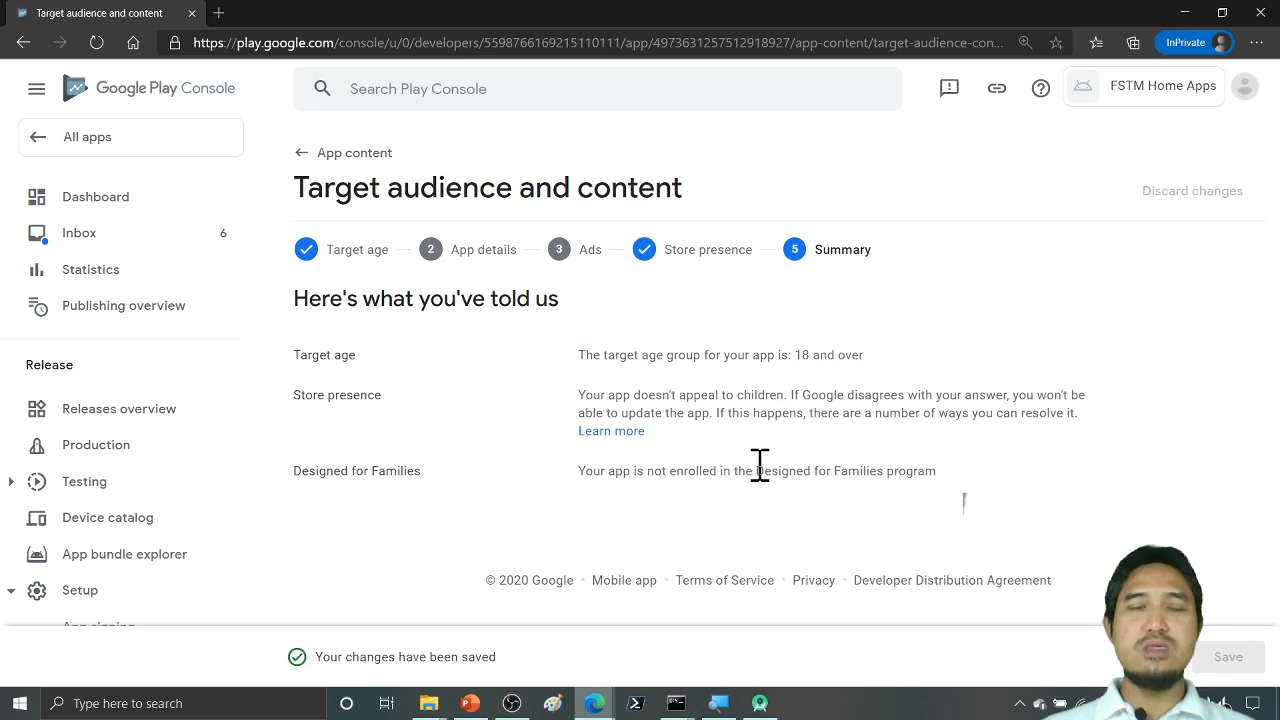 Target audience and content
https://play.google.com/console/u/0/developers/5598766169215110111/app/4973631257512918927/app-content/target-audience-con...
InPrivate
Google Play Console
Search Play Console
FSTM Home Apps
All apps
Dashboard
Inbox 6
Statistics
Publishing overview
Release
Releases overview
Production
Testing
Device catalog
App bundle explorer
Setup
App signing
App content
Target audience and content
Discard changes
Target age
2 App details
3 Ads
Store presence
5 Summary
Here's what you've told us
Target age
The target age group for your app is: 18 and over
Store presence
Your app doesn't appeal to children. If Google disagrees with your answer, you won't be
able to update the app. If this happens, there are a number of ways you can resolve it.
Learn more
Designed for Families
Your app is not enrolled in the Designed for Families program
© 2020 Google · Mobile app · Terms of Service · Privacy · Developer Distribution Agreement
Your changes have been saved
Save
Type here to search